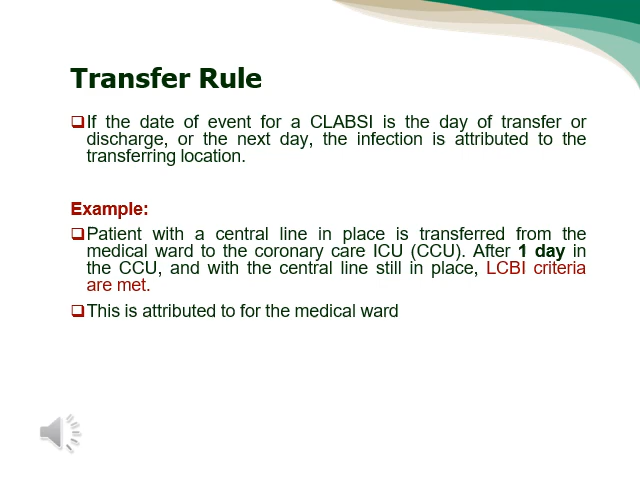 Transfer Rule
❑If the date of event for a CLABSI is the day of transfer or
discharge, or the next day, the infection is attributed to the
transferring location.
Example:
❑Patient with a central line in place is transferred from the
medical ward to the coronary care ICU (CCU). After 1 day in
the CCU, and with the central line still in place, LCBI criteria
are met.
❑This is attributed to for the medical ward